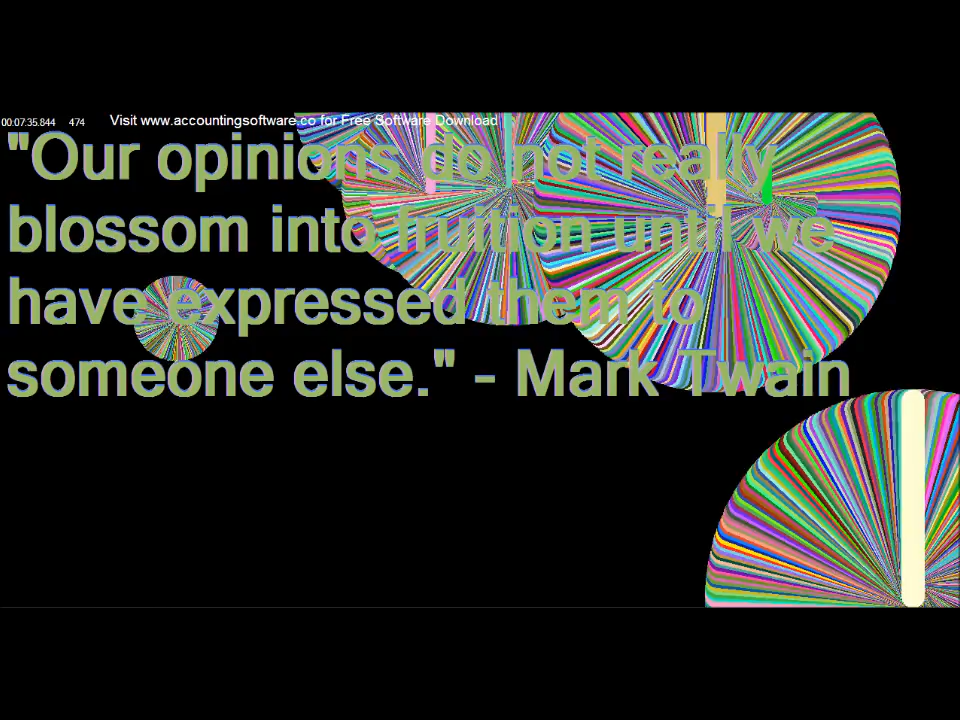 00:07:35.844 474 Visit www.accountingsoftware.co for Free Software Download
"Our opinions do not really
blossom into fruition until we
have expressed them to
someone else." - Mark Twain